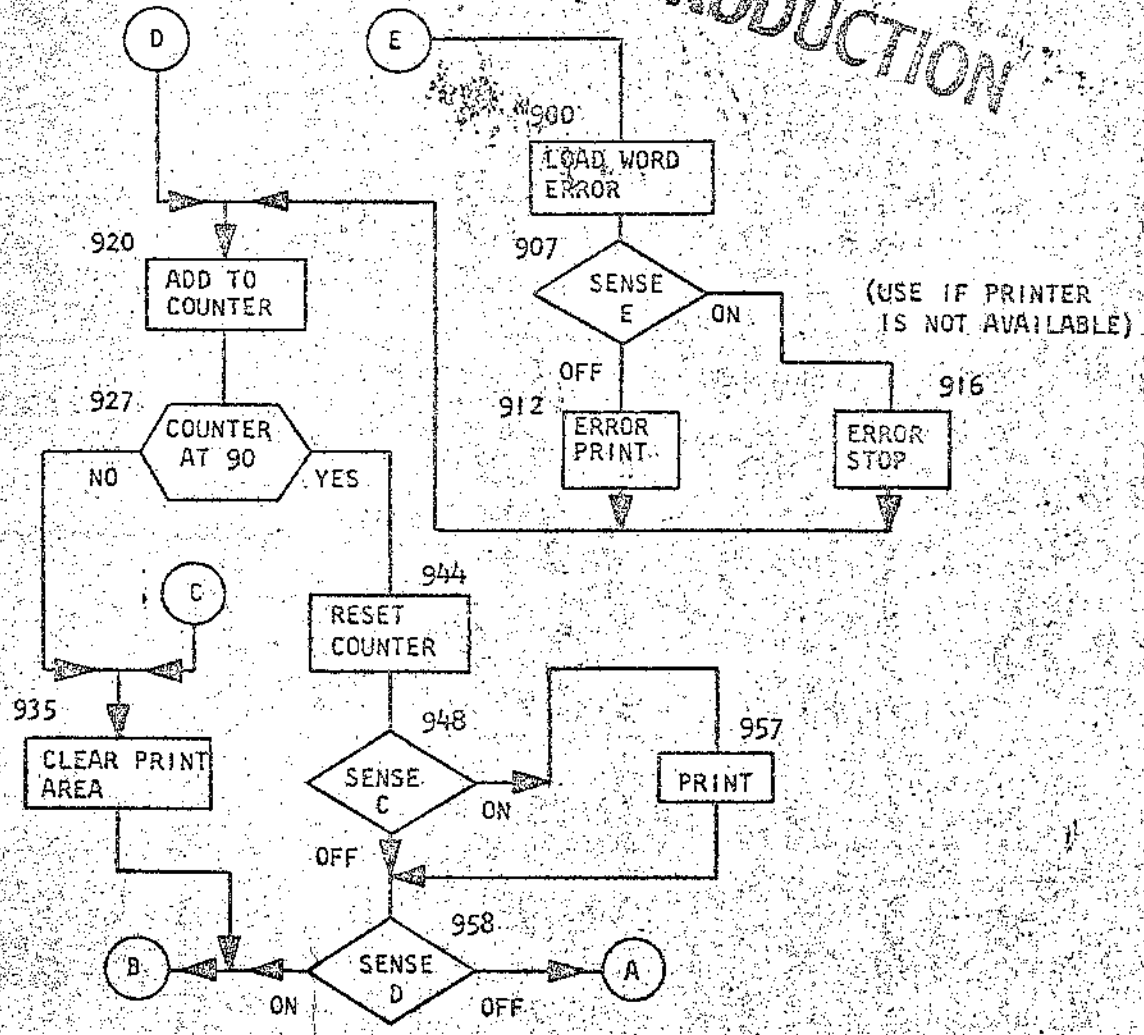 D
E
900
LOAD WORD
ERROR
920
ADD TO
COUNTER
907
SENSE
E
ON
(USE IF PRINTER
IS NOT AVAILABLE)
OFF
927
COUNTER
AT 90
NO
YES
912
ERROR
PRINT
916
ERROR
STOP
C
944
RESET
COUNTER
935
CLEAR PRINT
AREA
948
SENSE
C
ON
OFF
957
PRINT
958
SENSE
D
B
ON
OFF
A